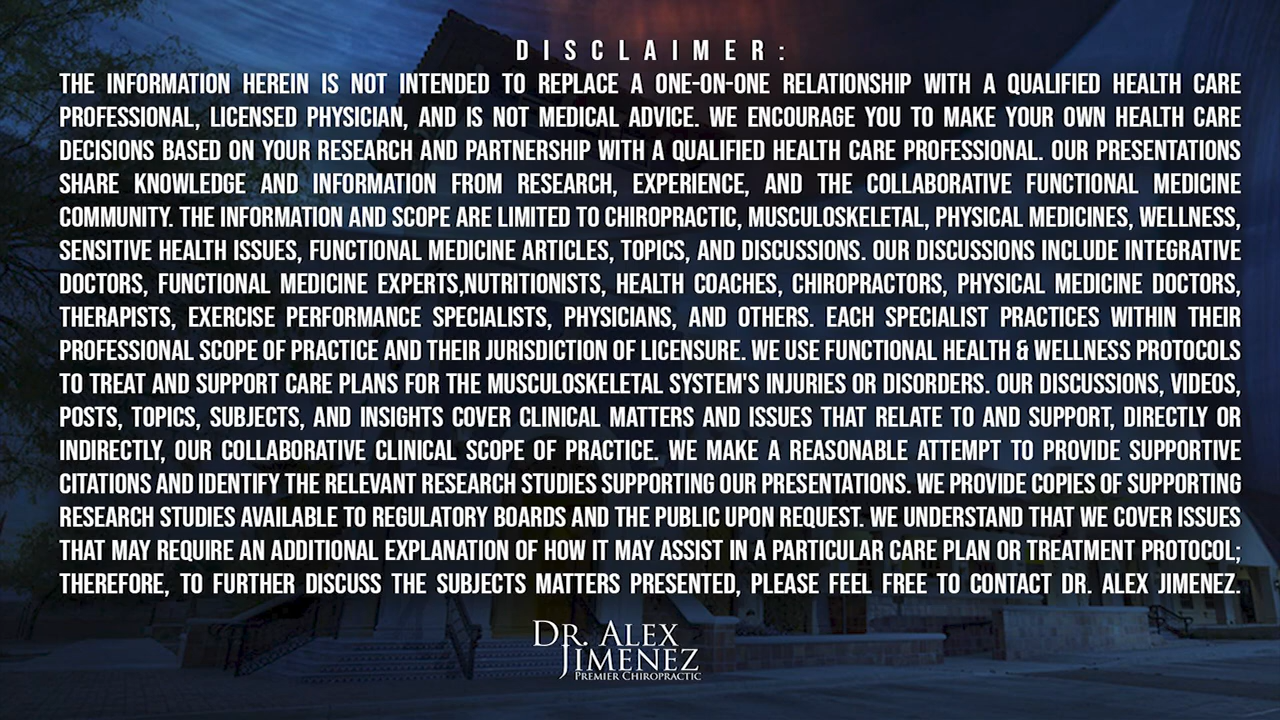 DISCLAIMER:
THE INFORMATION HEREIN IS NOT INTENDED TO REPLACE A ONE-ON-ONE RELATIONSHIP WITH A QUALIFIED HEALTH CARE
PROFESSIONAL, LICENSED PHYSICIAN, AND IS NOT MEDICAL ADVICE. WE ENCOURAGE YOU TO MAKE YOUR OWN HEALTH CARE
DECISIONS BASED ON YOUR RESEARCH AND PARTNERSHIP WITH A QUALIFIED HEALTH CARE PROFESSIONAL. OUR PRESENTATIONS
SHARE KNOWLEDGE AND INFORMATION FROM RESEARCH, EXPERIENCE, AND THE COLLABORATIVE FUNCTIONAL MEDICINE
COMMUNITY. THE INFORMATION AND SCOPE ARE LIMITED TO CHIROPRACTIC, MUSCULOSKELETAL, PHYSICAL MEDICINES, WELLNESS,
SENSITIVE HEALTH ISSUES, FUNCTIONAL MEDICINE ARTICLES, TOPICS, AND DISCUSSIONS. OUR DISCUSSIONS INCLUDE INTEGRATIVE
DOCTORS, FUNCTIONAL MEDICINE EXPERTS,NUTRITIONISTS, HEALTH COACHES, CHIROPRACTORS, PHYSICAL MEDICINE DOCTORS,
THERAPISTS, EXERCISE PERFORMANCE SPECIALISTS, PHYSICIANS, AND OTHERS. EACH SPECIALIST PRACTICES WITHIN THEIR
PROFESSIONAL SCOPE OF PRACTICE AND THEIR JURISDICTION OF LICENSURE. WE USE FUNCTIONAL HEALTH & WELLNESS PROTOCOLS
TO TREAT AND SUPPORT CARE PLANS FOR THE MUSCULOSKELETAL SYSTEM'S INJURIES OR DISORDERS. OUR DISCUSSIONS, VIDEOS,
POSTS, TOPICS, SUBJECTS, AND INSIGHTS COVER CLINICAL MATTERS AND ISSUES THAT RELATE TO AND SUPPORT, DIRECTLY OR
INDIRECTLY, OUR COLLABORATIVE CLINICAL SCOPE OF PRACTICE. WE MAKE A REASONABLE ATTEMPT TO PROVIDE SUPPORTIVE
CITATIONS AND IDENTIFY THE RELEVANT RESEARCH STUDIES SUPPORTING OUR PRESENTATIONS. WE PROVIDE COPIES OF SUPPORTING
RESEARCH STUDIES AVAILABLE TO REGULATORY BOARDS AND THE PUBLIC UPON REQUEST. WE UNDERSTAND THAT WE COVER ISSUES
THAT MAY REQUIRE AN ADDITIONAL EXPLANATION OF HOW IT MAY ASSIST IN A PARTICULAR CARE PLAN OR TREATMENT PROTOCOL;
THEREFORE, TO FURTHER DISCUSS THE SUBJECTS MATTERS PRESENTED, PLEASE FEEL FREE TO CONTACT DR. ALEX JIMENEZ.
DR. ALEX
JIMENEZ
PREMIER CHIROPRACTIC